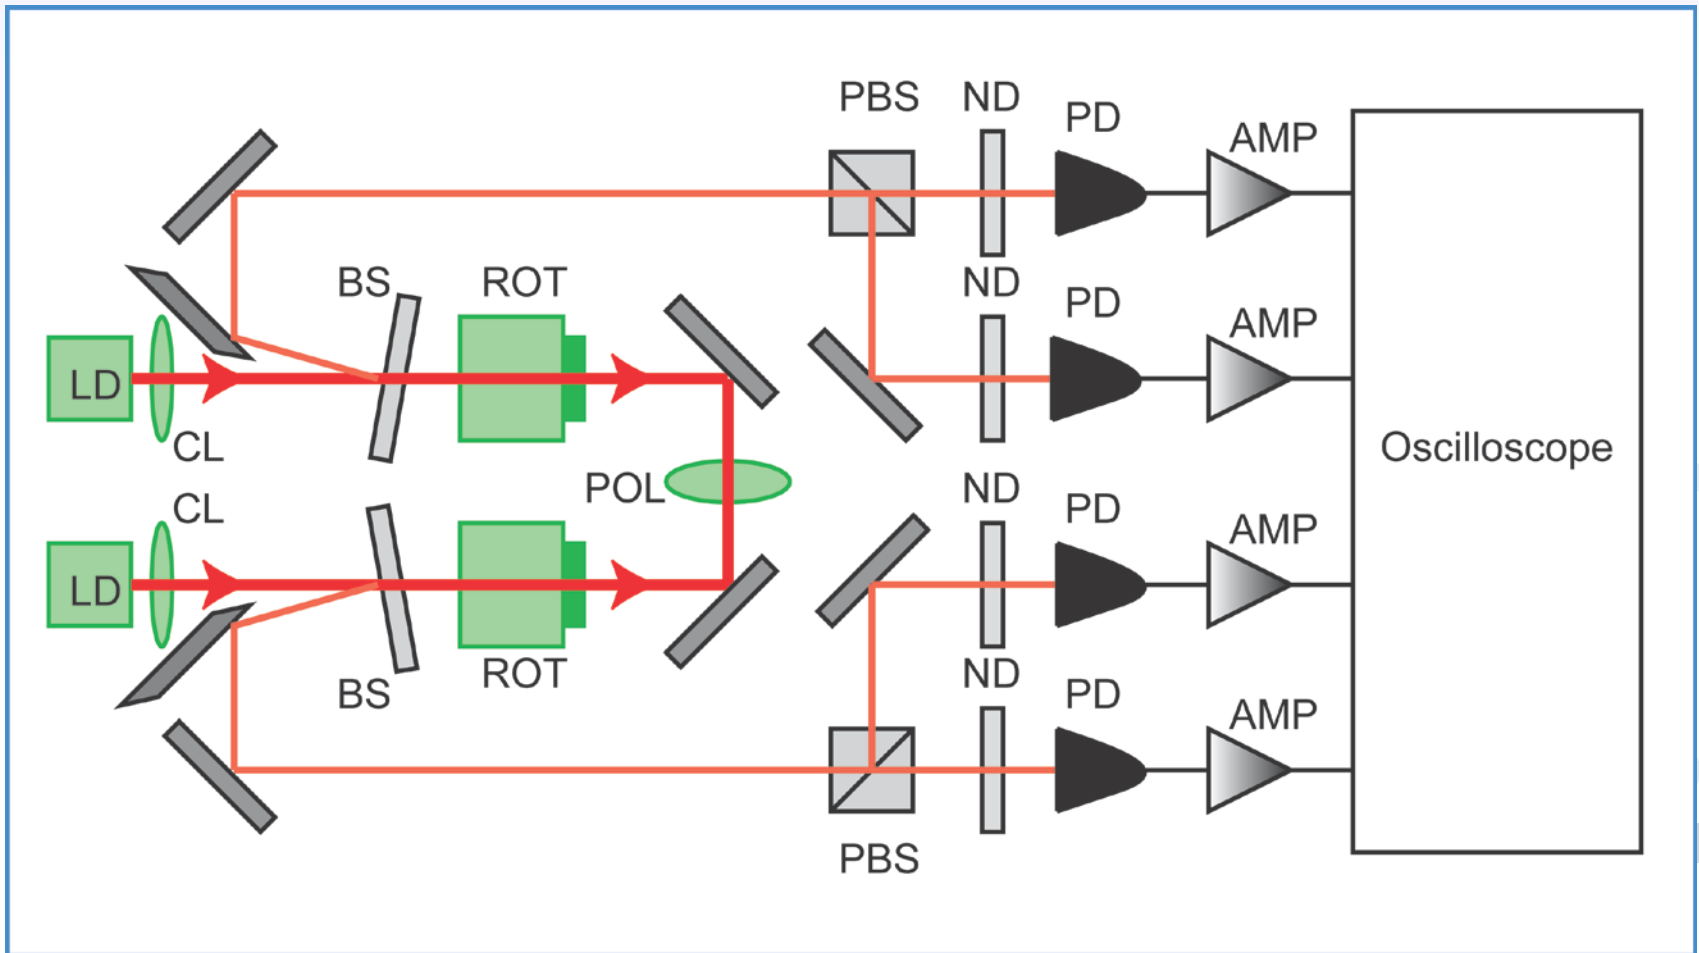 PBS
ND
PD
AMP
BS
ROT
ND
PD
AMP
LD
CL
Oscilloscope
POL
CL
ND
PD
AMP
LD
BS
ROT
ND
PD
AMP
PBS